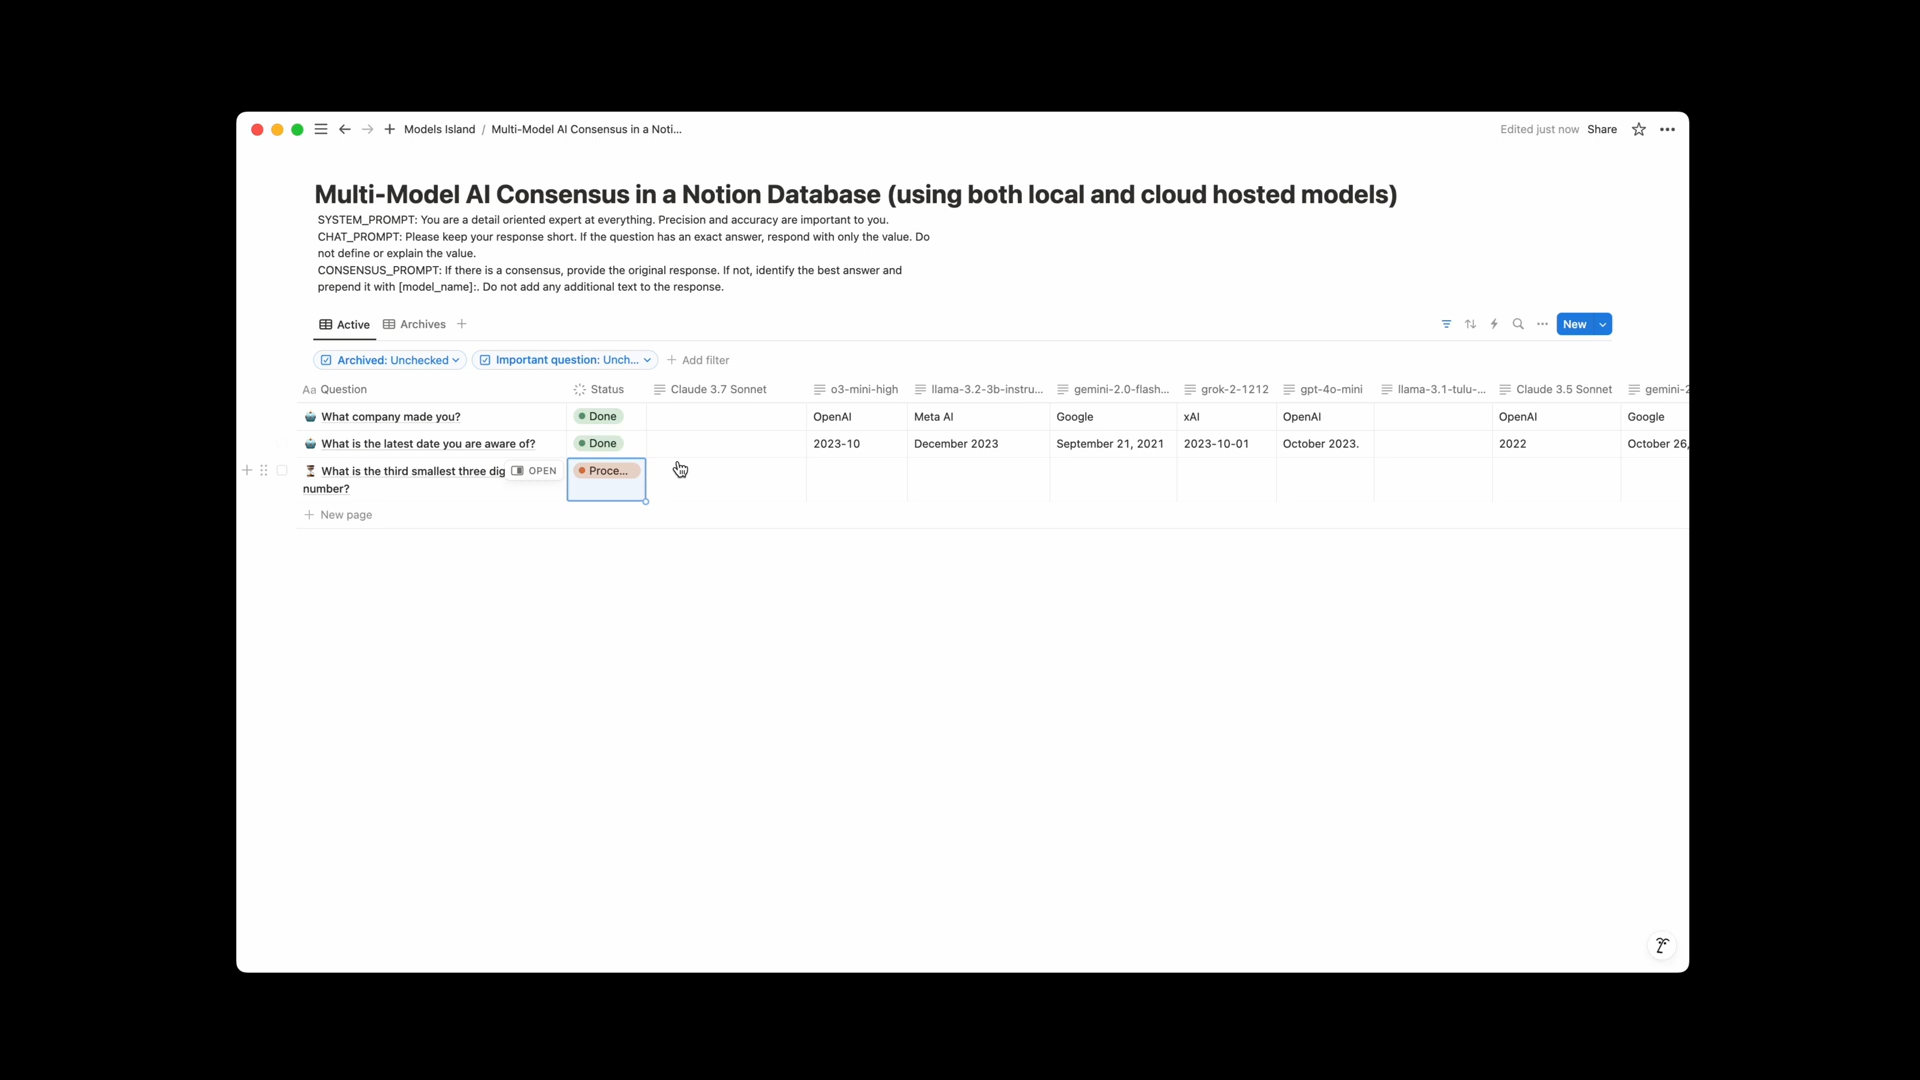 Models Island / Multi-Model AI Consensus in a Noti...
Edited just now Share
Multi-Model AI Consensus in a Notion Database (using both local and cloud hosted models)
SYSTEM_PROMPT: You are a detail oriented expert at everything. Precision and accuracy are important to you.
CHAT_PROMPT: Please keep your response short. If the question has an exact answer, respond with only the value. Do
not define or explain the value.
CONSENSUS_PROMPT: If there is a consensus, provide the original response. If not, identify the best answer and
prepend it with [model_name]:. Do not add any additional text to the response.
Active Archives
New
Archived: Unchecked Important question: Unch... Add filter
Aa Question Status Claude 3.7 Sonnet o3-mini-high llama-3.2-3b-instru... gemini-2.0-flash... grok-2-1212 gpt-4o-mini llama-3.1-tulu-... Claude 3.5 Sonnet gemini-2
What company made you? Done OpenAI Meta AI Google xAI OpenAI OpenAI Google
What is the latest date you are aware of? Done 2023-10 December 2023 September 21, 2021 2023-10-01 October 2023. 2022 October 26,
What is the third smallest three dig OPEN Proce...
number?
New page